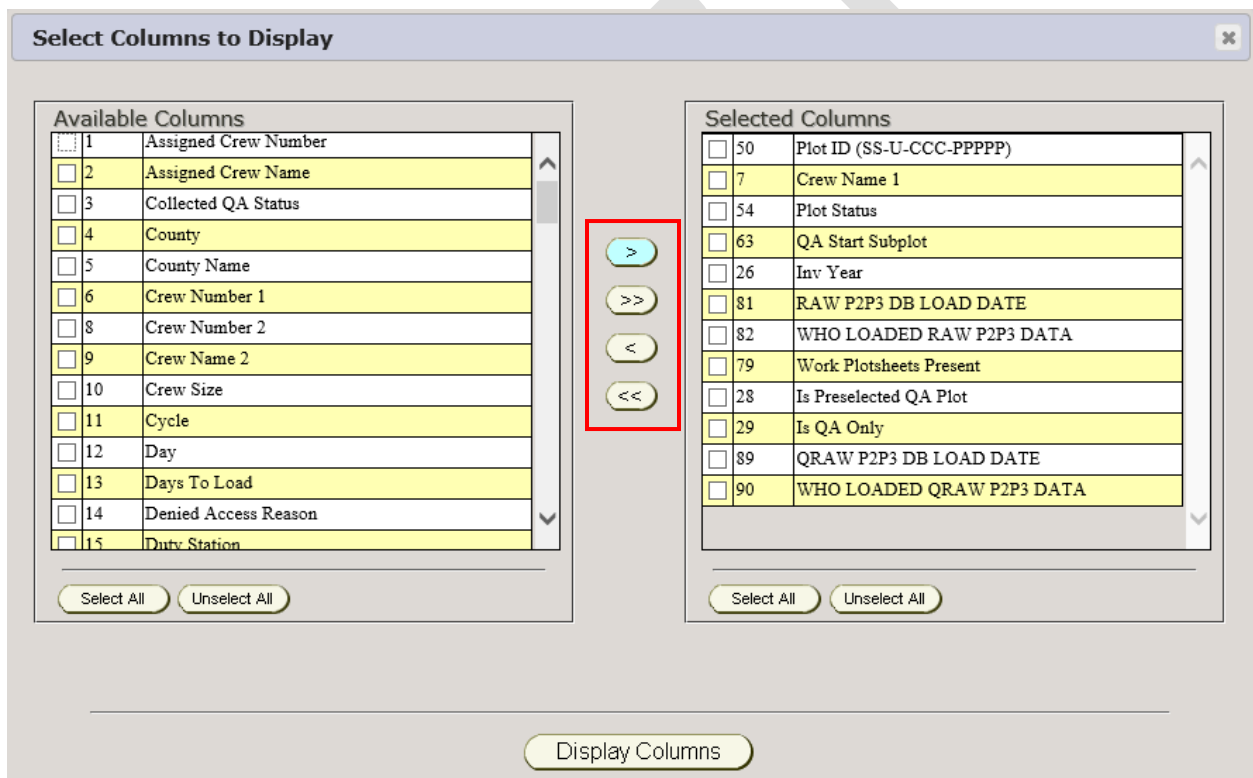 Select Columns to Display
Available Columns
1 Assigned Crew Number
2 Assigned Crew Name
3 Collected QA Status
4 County
5 County Name
6 Crew Number 1
8 Crew Number 2
9 Crew Name 2
10 Crew Size
11 Cycle
12 Day
13 Days To Load
14 Denied Access Reason
15 Duty Station
Select All Unselect All
>
>>
<
<<
Selected Columns
50 Plot ID (SS-U-CCC-PPPPP)
7 Crew Name 1
54 Plot Status
63 QA Start Subplot
26 Inv Year
81 RAW P2P3 DB LOAD DATE
82 WHO LOADED RAW P2P3 DATA
79 Work Plotsheets Present
28 Is Preselected QA Plot
29 Is QA Only
89 QRAW P2P3 DB LOAD DATE
90 WHO LOADED QRAW P2P3 DATA
Select All Unselect All
Display Columns